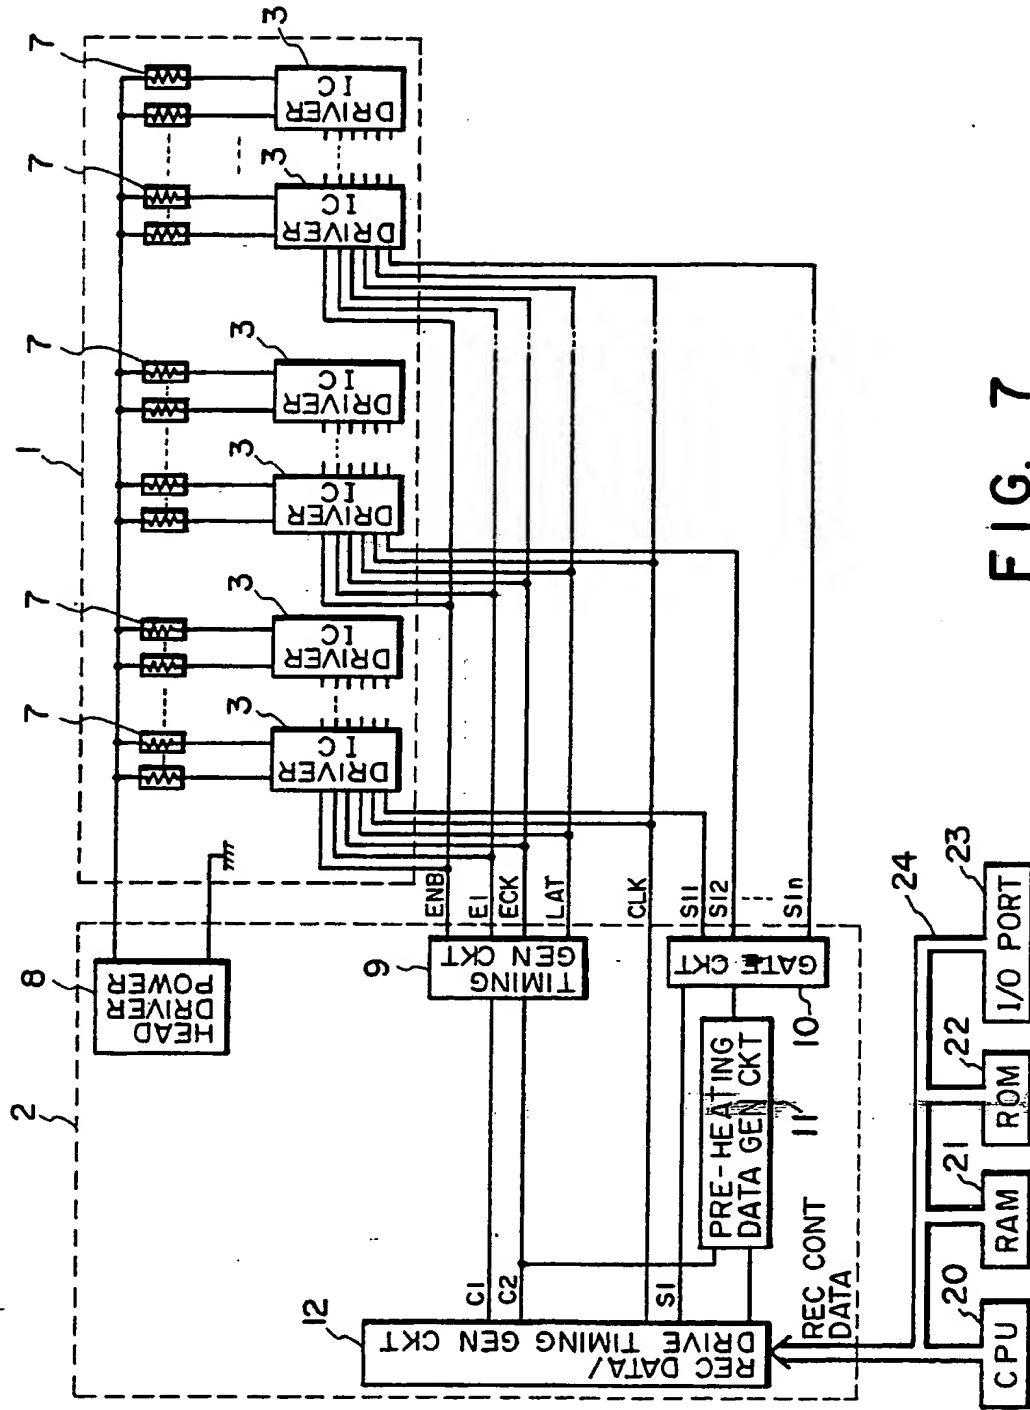 1
2
8
HEAD
DRIVER
POWER
7
7
7
7
7
7
3
DRIVER
IC
3
DRIVER
IC
3
DRIVER
IC
3
DRIVER
IC
3
DRIVER
IC
3
DRIVER
IC
9
TIMING
GEN CKT
ENB
EI
ECK
LAT
CLK
SI1
SI2
SIn
10
GATE CKT
11
PRE-HEATING
DATA GEN CKT
12
REC DATA/
DRIVE TIMING GEN CKT
C1
C2
SI
REC CONT
DATA
20
CPU
21
RAM
22
ROM
23
I/O PORT
24
FIG. 7